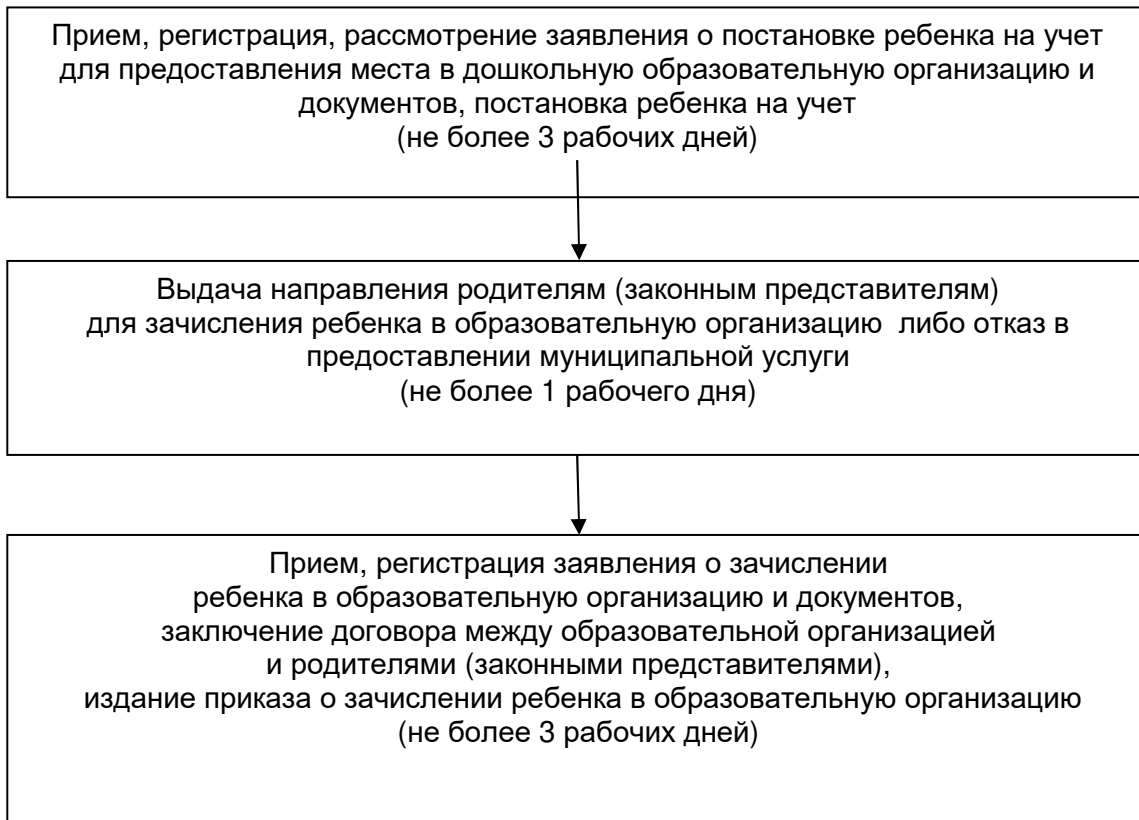 Прием, регистрация, рассмотрение заявления о постановке ребенка на учет
для предоставления места в дошкольную образовательную организацию и
документов, постановка ребенка на учет
(не более 3 рабочих дней)
Выдача направления родителям (законным представителям)
для зачисления ребенка в образовательную организацию  либо отказ в
предоставлении муниципальной услуги
(не более 1 рабочего дня)
Прием, регистрация заявления о зачислении
ребенка в образовательную организацию и документов,
заключение договора между образовательной организацией
и родителями (законными представителями),
издание приказа о зачислении ребенка в образовательную организацию
(не более 3 рабочих дней)